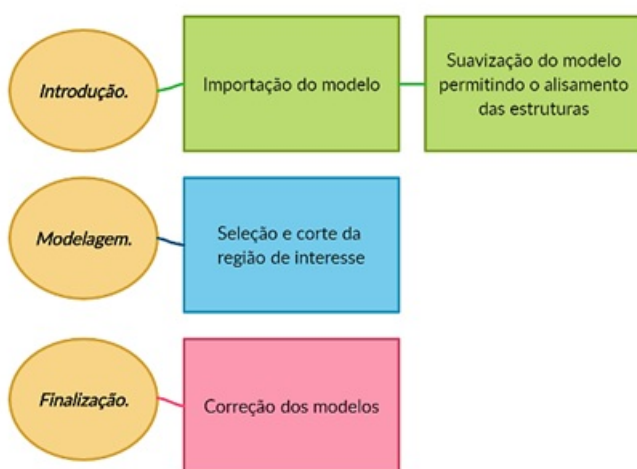 Introdução.
Importação do modelo
Suavização do modelo
permitindo o alisamento
das estruturas
Modelagem.
Seleção e corte da
região de interesse
Finalização.
Correção dos modelos